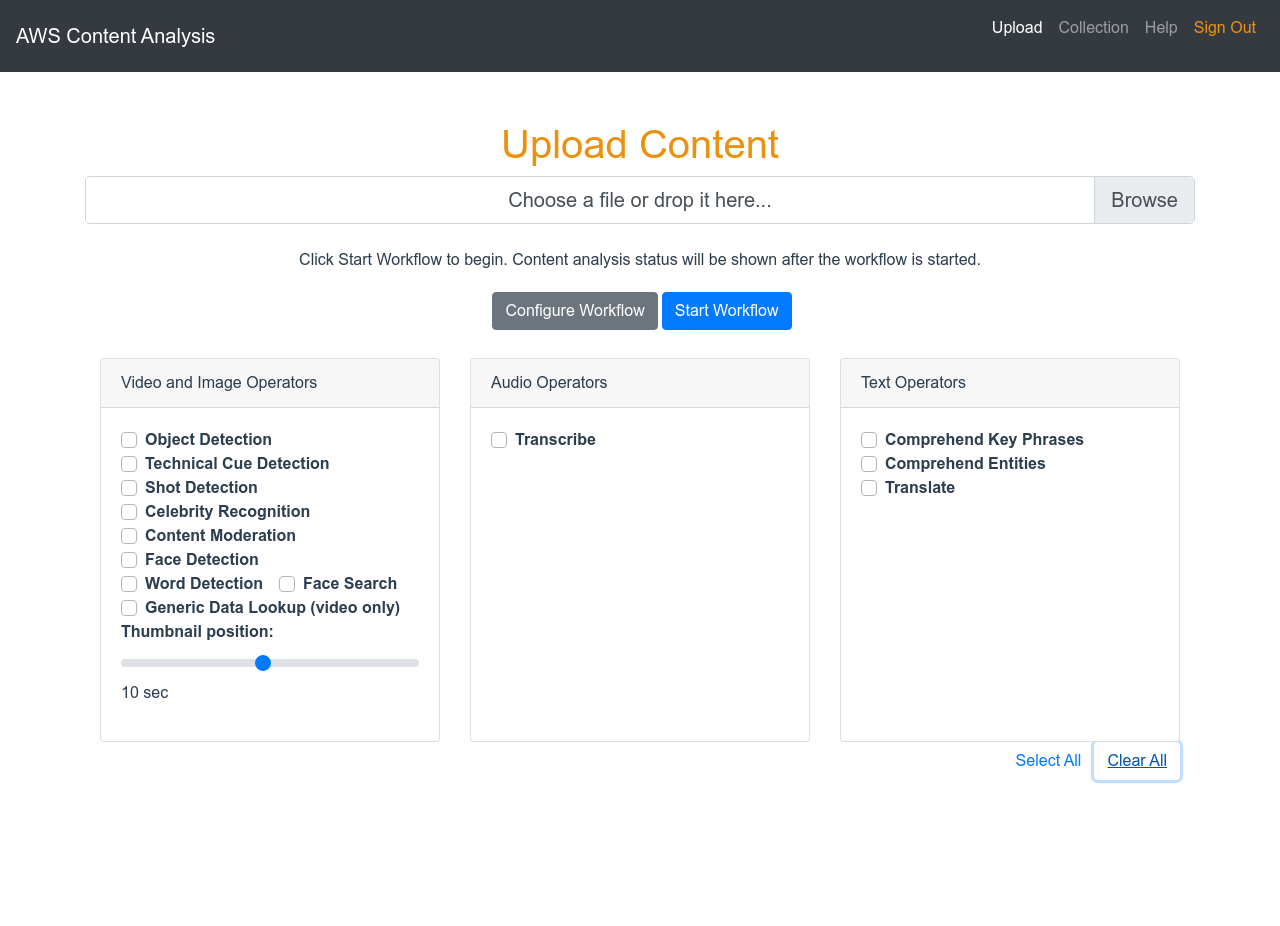 AWS Content Analysis
Upload Collection Help Sign Out
Upload Content
Choose a file or drop it here... Browse
Click Start Workflow to begin. Content analysis status will be shown after the workflow is started.
Configure Workflow Start Workflow
Video and Image Operators
Object Detection
Technical Cue Detection
Shot Detection
Celebrity Recognition
Content Moderation
Face Detection
Word Detection Face Search
Generic Data Lookup (video only)
Thumbnail position:
10 sec
Audio Operators
Transcribe
Text Operators
Comprehend Key Phrases
Comprehend Entities
Translate
Select All Clear All